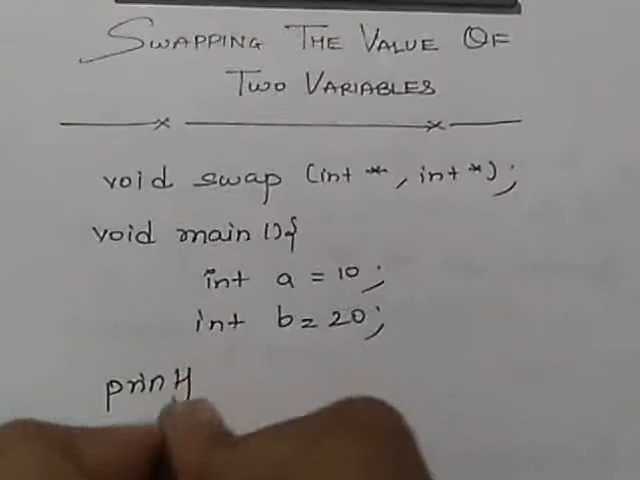 SWAPPING THE VALUE OF
TWO VARIABLES
void swap (int *, int *);
void main (){
int a = 10;
int b = 20;
printf